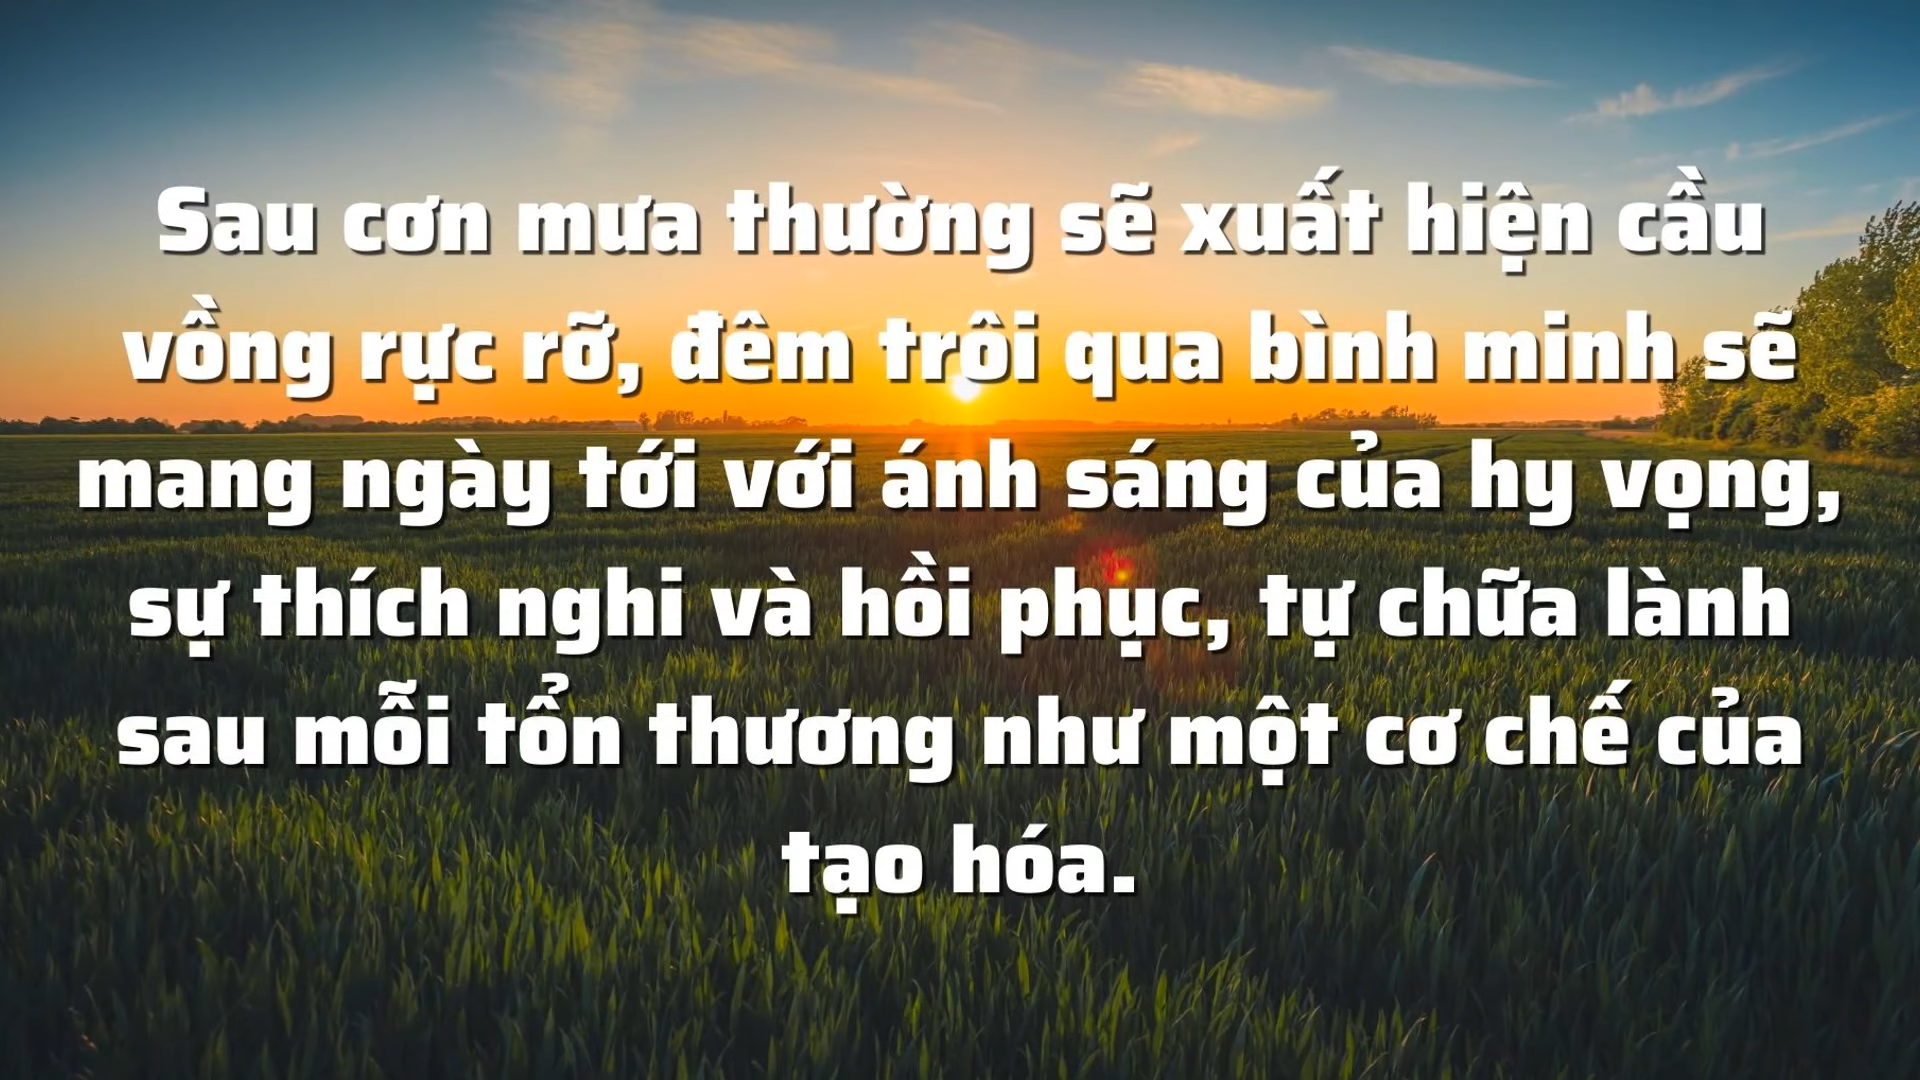 Sau cơn mưa thường sẽ xuất hiện cầu
vồng rực rỡ, đêm trôi qua bình minh sẽ
mang ngày tới với ánh sáng của hy vọng,
sự thích nghi và hồi phục, tự chữa lành
sau mỗi tổn thương như một cơ chế của
tạo hóa.